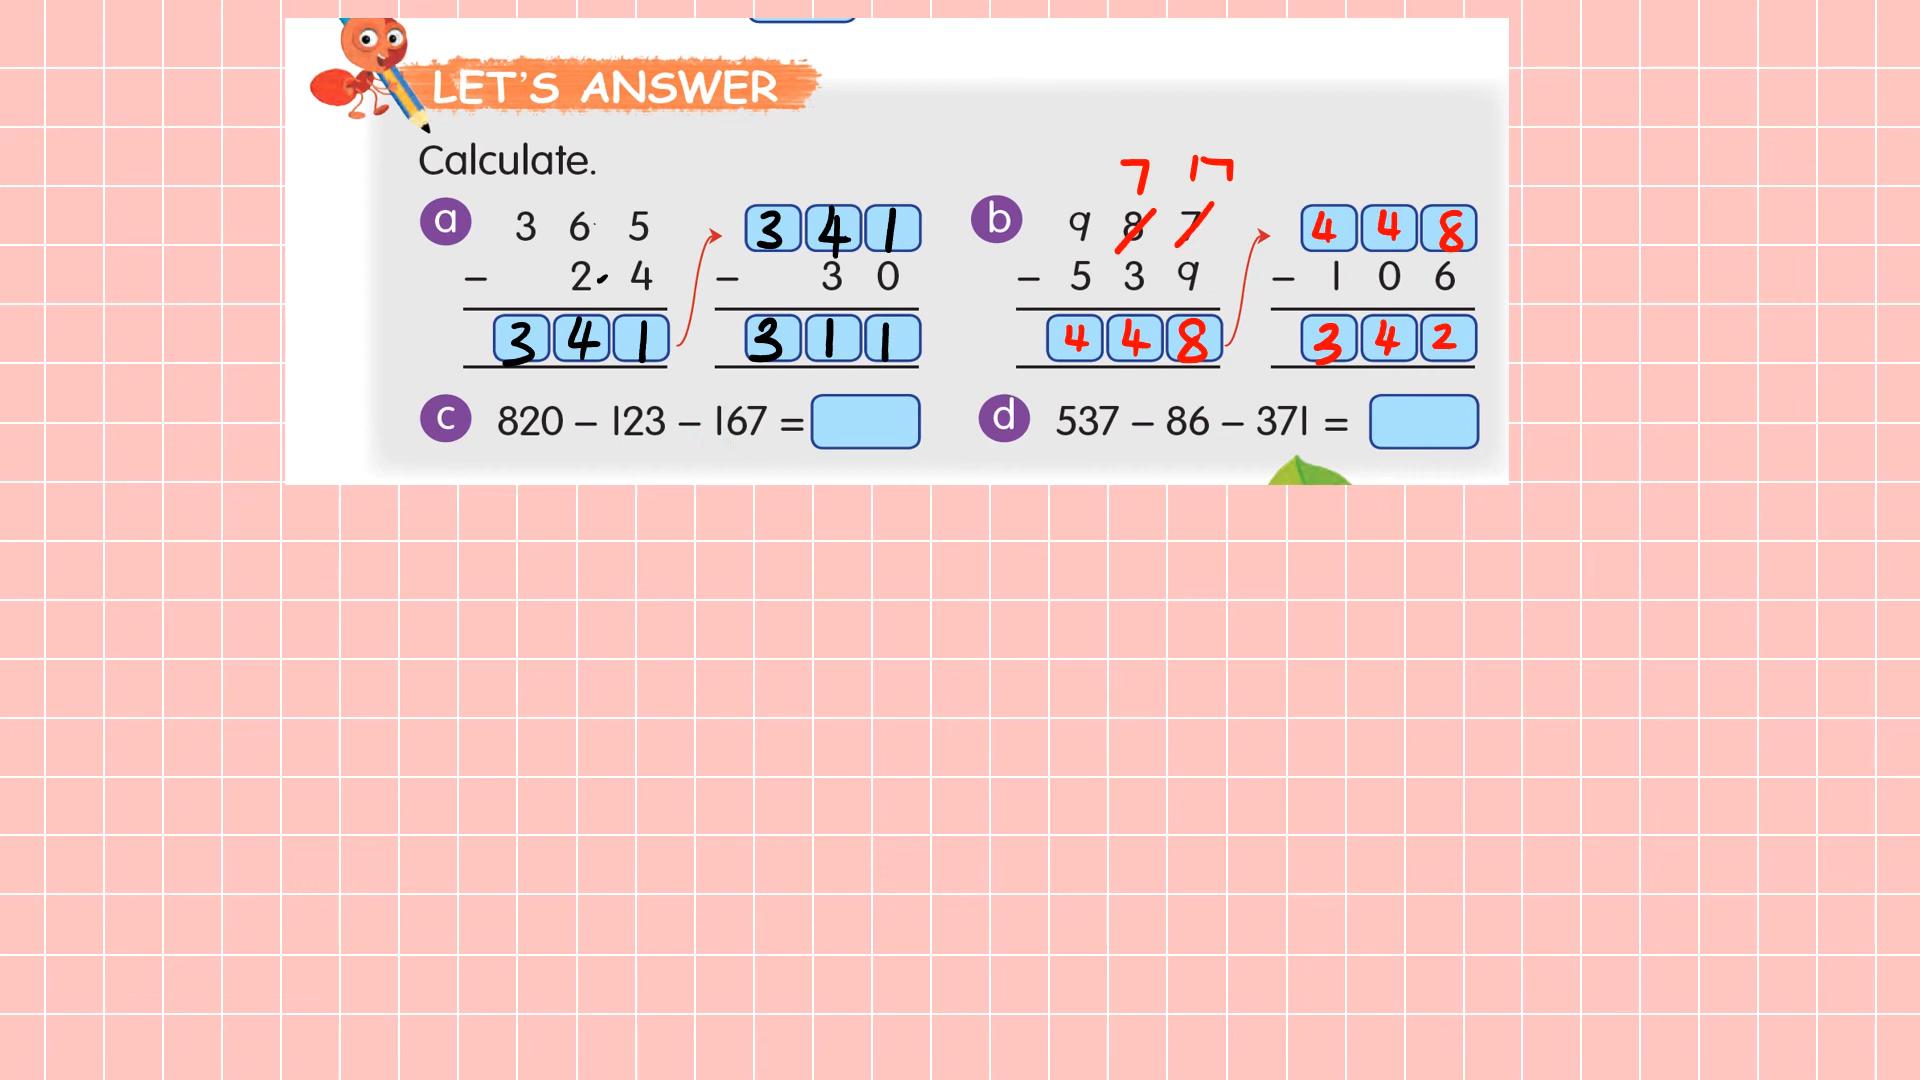 LET'S ANSWER
Calculate.
7 17
a 3 6 5 3 4 1 b 9 8 7 4 4 8
− 2 4 − 3 0 − 5 3 9 − 1 0 6
3 4 1 3 1 1 4 4 8 3 4 2
c 820 − 123 − 167 = d 537 − 86 − 371 =